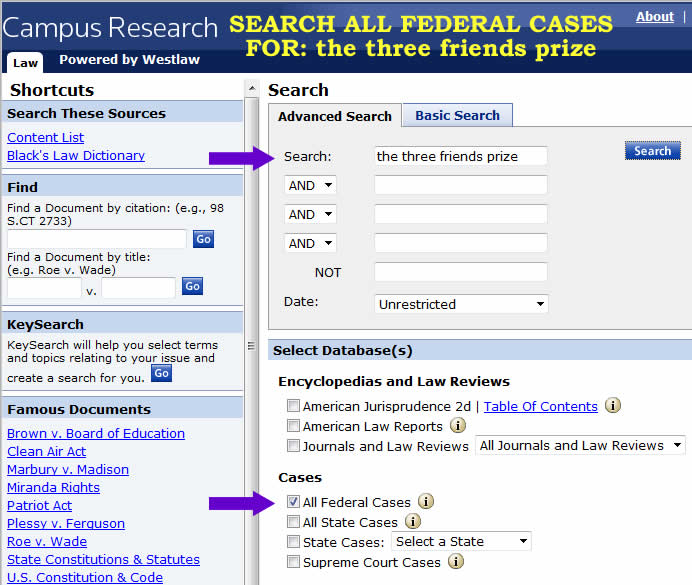 Campus Research
SEARCH ALL FEDERAL CASES
FOR: the three friends prize
About |
Law
Powered by Westlaw
Shortcuts
Search These Sources
Content List
Black's Law Dictionary
Find
Find a Document by citation: (e.g., 98
S.CT 2733)
Go
Find a Document by title:
(e.g. Roe v. Wade)
v. Go
KeySearch
KeySearch will help you select terms
and topics relating to your issue and
create a search for you. Go
Famous Documents
Brown v. Board of Education
Clean Air Act
Marbury v. Madison
Miranda Rights
Patriot Act
Plessy v. Ferguson
Roe v. Wade
State Constitutions & Statutes
U.S. Constitution & Code
Search
Advanced Search Basic Search
Search: the three friends prize Search
AND
AND
AND
NOT
Date: Unrestricted
Select Database(s)
Encyclopedias and Law Reviews
American Jurisprudence 2d | Table Of Contents i
American Law Reports i
Journals and Law Reviews All Journals and Law Reviews
Cases
All Federal Cases i
All State Cases i
State Cases: Select a State
Supreme Court Cases i